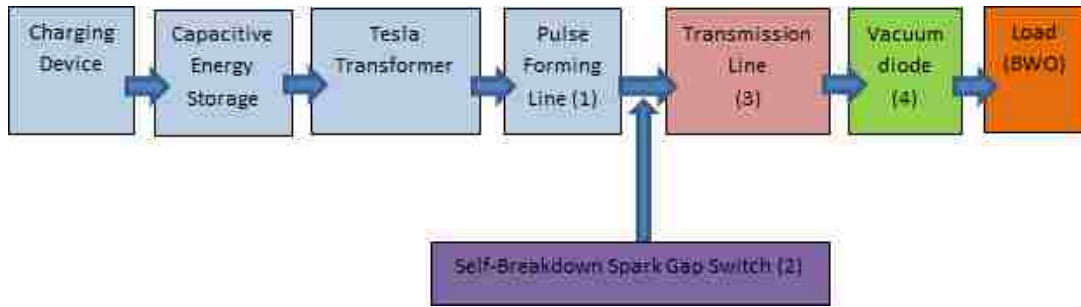 Charging
Device
Capacitive
Energy
Storage
Tesla
Transformer
Pulse
Forming
Line (1)
Transmission
Line
(3)
Vacuum
diode
(4)
Load
(BWO)
Self-Breakdown Spark Gap Switch (2)